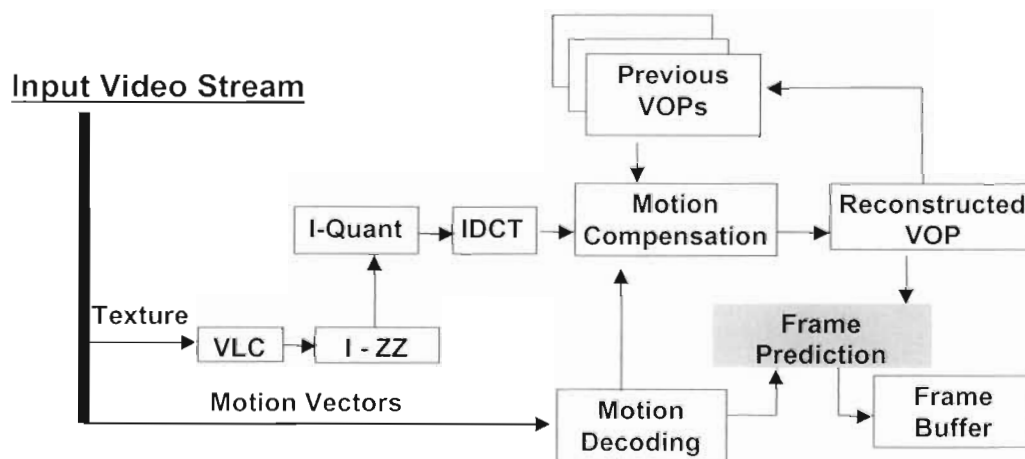 Input Video Stream
Previous
VOPs
Motion
Compensation
Reconstructed
VOP
I-Quant
IDCT
Texture
VLC
I - ZZ
Frame
Prediction
Motion Vectors
Motion
Decoding
Frame
Buffer